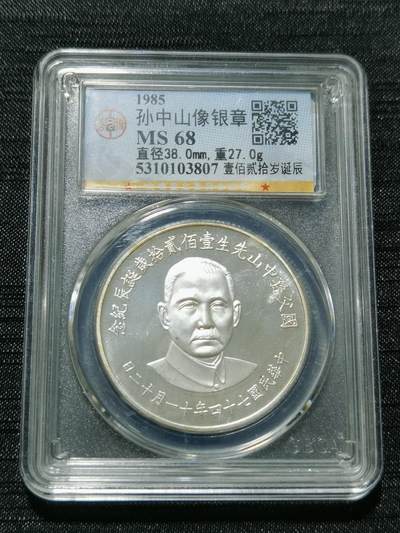 1985
孙中山像银章
MS 68
直径38.0mm,重27.0g
5310103807 壹佰贰拾岁诞辰
國父孫中山先生壹佰貳拾歲誕辰紀念
中華民國七十四年十一月十二日